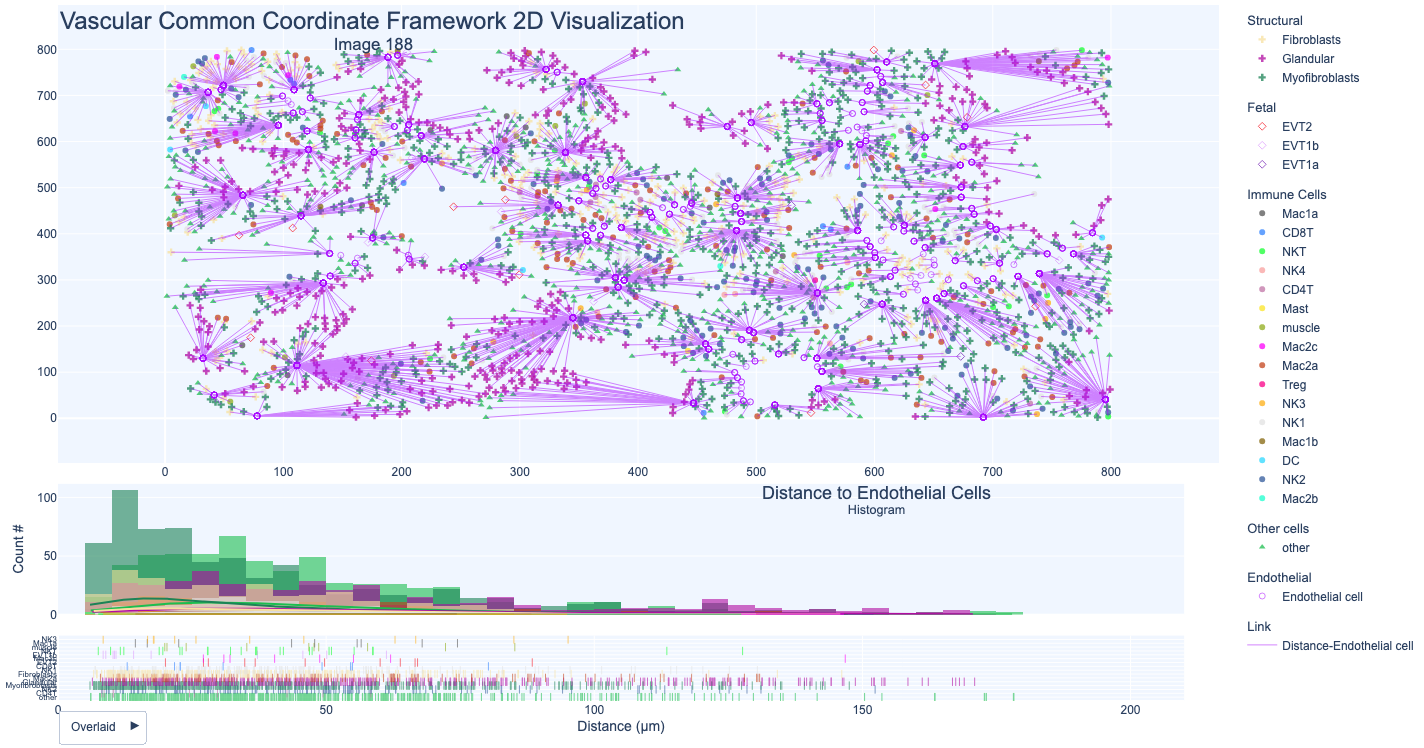 Vascular Common Coordinate Framework 2D Visualization
Image 188
800
700
600
500
400
300
200
100
0
0 100 200 300 400 500 600 700 800
Structural
Fibroblasts
Glandular
Myofibroblasts
Fetal
EVT2
EVT1b
EVT1a
Immune Cells
Mac1a
CD8T
NKT
NK4
CD4T
Mast
muscle
Mac2c
Mac2a
Treg
NK3
NK1
Mac1b
DC
NK2
Mac2b
Other cells
other
Endothelial
Endothelial cell
Link
Distance-Endothelial cell
Distance to Endothelial Cells
Histogram
Count #
100
50
0
NK3
Fibroblasts
Myofibroblasts
other
0 50 100 150 200
Distance (μm)
Overlaid